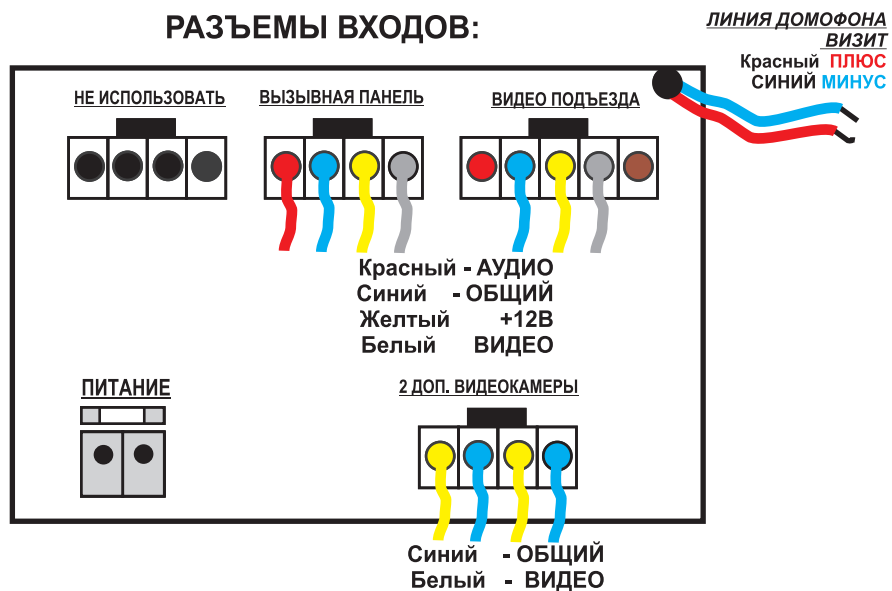 РАЗЪЕМЫ ВХОДОВ:
ЛИНИЯ ДОМОФОНА
ВИЗИТ
Красный ПЛЮС
СИНИЙ МИНУС
НЕ ИСПОЛЬЗОВАТЬ
ВЫЗЫВНАЯ ПАНЕЛЬ
ВИДЕО ПОДЪЕЗДА
Красный - АУДИО
Синий - ОБЩИЙ
Желтый +12В
Белый ВИДЕО
ПИТАНИЕ
2 ДОП. ВИДЕОКАМЕРЫ
Синий - ОБЩИЙ
Белый - ВИДЕО